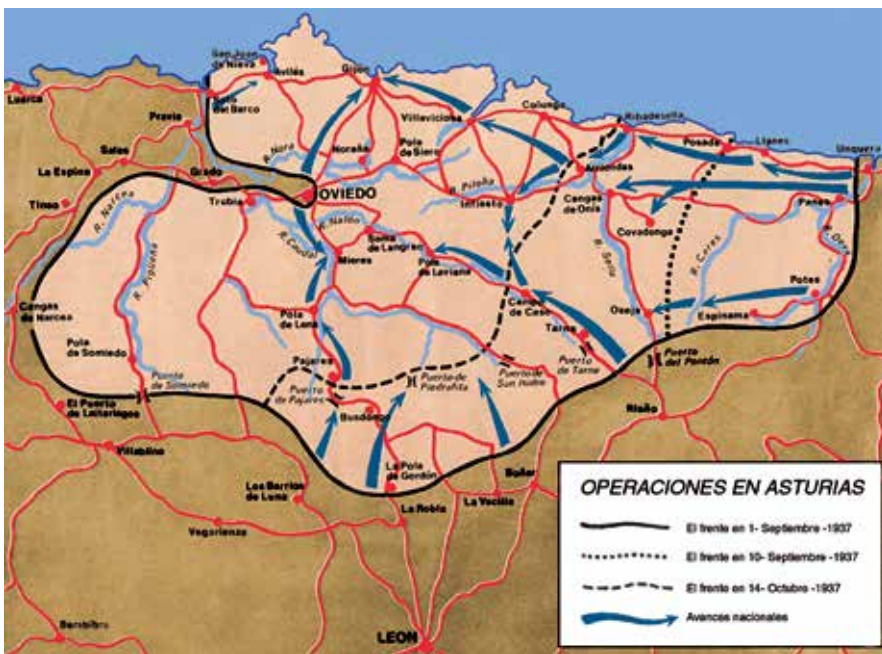 San Juan
de Nieva
Avilés
Gijón
Luarca
Soto
del Barco
Pravia
Villaviciosa
Colunga
Ribadesella
Salas
La Espina
Grado
R. Nora
Noreña
Pola
de Siero
Posada
Llanes
Unquera
Arriondas
R. Piloña
OVIEDO
Trubia
Infiesto
Cangas
de Onis
Panes
Tineo
R. Narcea
R. Nalón
Sama
de Langreo
Covadonga
R. Cares
R. Deva
R. Caudal
R. Pigueña
Mieres
Pola
de Laviana
R. Sella
Potes
Cangas
de Narcea
Campo
de Caso
Oseja
Espinama
Pola
de Lena
Tarna
Pola
de Somiedo
Pajares
Puerto
de Tarna
Puerto
del Pontón
Puerto
de Somiedo
Puerto de
Piedrafita
Puerto de
San Isidro
Puerto
de Pajares
El Puerto
de Leitariegos
Busdongo
Riaño
Villablino
La Pola
de Gordón
Boñar
Los Barrios
de Luna
La Vecilla
La Robla
Vegarienza
Bembibre
LEON
OPERACIONES EN ASTURIAS
El frente en 1- Septiembre -1937
El frente en 10- Septiembre -1937
El frente en 14- Octubre -1937
Avances nacionales